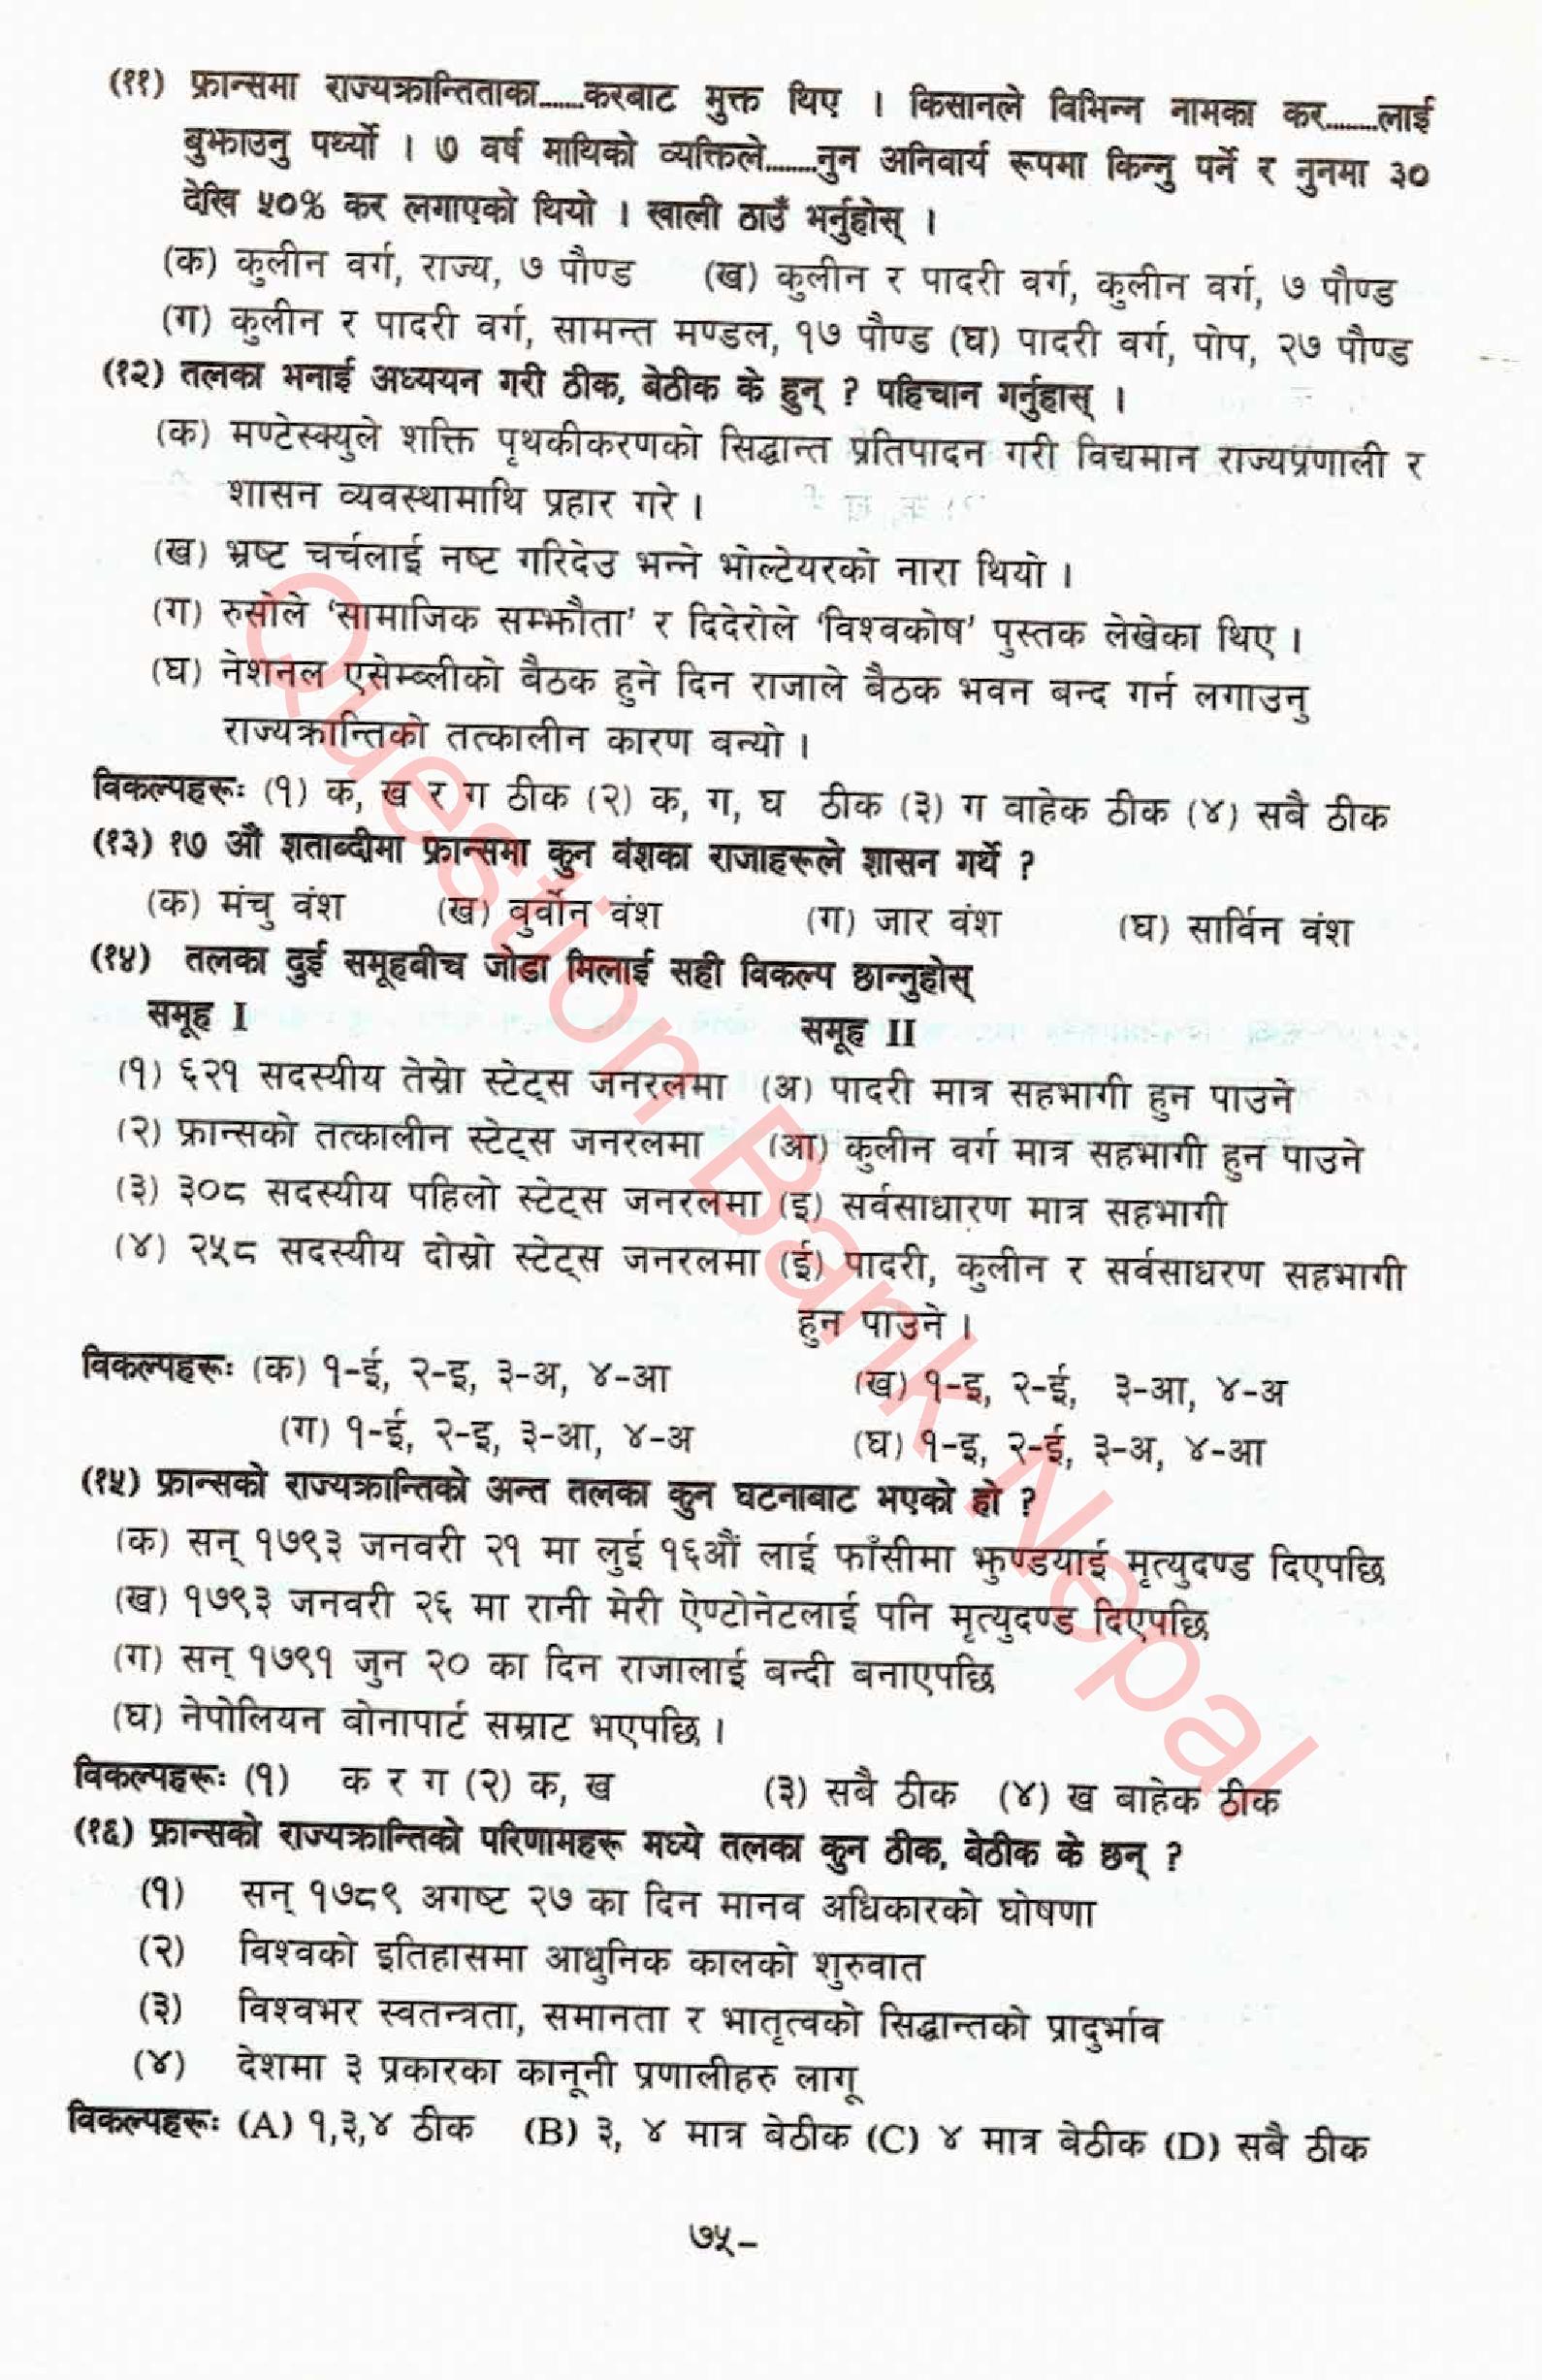 (११) फ्रान्समा राज्यक्रान्तिताका.......करबाट मुक्त थिए । किसानले विभिन्न नामका कर........लाई
बुझाउनु पर्थ्यो । ७ वर्ष माथिको व्यक्तिले........नुन अनिवार्य रूपमा किन्नु पर्ने र नुनमा ३०
देखि ५०% कर लगाएको थियो । खाली ठाउँ भर्नुहोस् ।
(क) कुलीन वर्ग, राज्य, ७ पौण्ड (ख) कुलीन र पादरी वर्ग, कुलीन वर्ग, ७ पौण्ड
(ग) कुलीन र पादरी वर्ग, सामन्त मण्डल, १७ पौण्ड (घ) पादरी वर्ग, पोप, २७ पौण्ड
(१२) तलका भनाई अध्ययन गरी ठीक, बेठीक के हुन् ? पहिचान गर्नुहास् ।
(क) मण्टेस्क्युले शक्ति पृथकीकरणको सिद्धान्त प्रतिपादन गरी विद्यमान राज्यप्रणाली र
शासन व्यवस्थामाथि प्रहार गरे ।
(ख) भ्रष्ट चर्चलाई नष्ट गरिदेउ भन्ने भोल्टेयरको नारा थियो ।
(ग) रुसोले ‘सामाजिक सम्झौता’ र दिदेरोले ‘विश्वकोष’ पुस्तक लेखेका थिए ।
(घ) नेशनल एसेम्ब्लीको बैठक हुने दिन राजाले बैठक भवन बन्द गर्न लगाउनु
राज्यक्रान्तिको तत्कालीन कारण बन्यो ।
विकल्पहरूः (१) क, ख र ग ठीक (२) क, ग, घ ठीक (३) ग वाहेक ठीक (४) सबै ठीक
(१३) १७ औं शताब्दीमा फ्रान्समा कुन वंशका राजाहरूले शासन गर्थे ?
(क) मंचु वंश (ख) वुर्वोन वंश (ग) जार वंश (घ) सार्विन वंश
(१४) तलका दुई समूहबीच जोडा मिलाई सही विकल्प छान्नुहोस्
समूह I समूह II
(१) ६२१ सदस्यीय तेस्रो स्टेट्स जनरलमा (अ) पादरी मात्र सहभागी हुन पाउने
(२) फ्रान्सको तत्कालीन स्टेट्स जनरलमा (आ) कुलीन वर्ग मात्र सहभागी हुन पाउने
(३) ३०८ सदस्यीय पहिलो स्टेट्स जनरलमा (इ) सर्वसाधारण मात्र सहभागी
(४) २५८ सदस्यीय दोस्रो स्टेट्स जनरलमा (ई) पादरी, कुलीन र सर्वसाधरण सहभागी
हुन पाउने ।
विकल्पहरूः (क) १-ई, २-इ, ३-अ, ४-आ (ख) १-इ, २-ई, ३-आ, ४-अ
(ग) १-ई, २-इ, ३-आ, ४-अ (घ) १-इ, २-ई, ३-अ, ४-आ
(१५) फ्रान्सको राज्यक्रान्तिको अन्त तलका कुन घटनाबाट भएको हो ?
(क) सन् १७९३ जनवरी २१ मा लुई १६औं लाई फाँसीमा झुण्डयाई मृत्युदण्ड दिएपछि
(ख) १७९३ जनवरी २६ मा रानी मेरी ऐण्टोनेटलाई पनि मृत्युदण्ड दिएपछि
(ग) सन् १७९१ जुन २० का दिन राजालाई बन्दी बनाएपछि
(घ) नेपोलियन वोनापार्ट सम्राट भएपछि ।
विकल्पहरूः (१) क र ग (२) क, ख (३) सबै ठीक (४) ख बाहेक ठीक
(१६) फ्रान्सको राज्यक्रान्तिको परिणामहरू मध्ये तलका कुन ठीक, बेठीक के छन् ?
(१) सन् १७८९ अगष्ट २७ का दिन मानव अधिकारको घोषणा
(२) विश्वको इतिहासमा आधुनिक कालको शुरुवात
(३) विश्वभर स्वतन्त्रता, समानता र भातृत्वको सिद्धान्तको प्रादुर्भाव
(४) देशमा ३ प्रकारका कानूनी प्रणालीहरु लागू
विकल्पहरूः (A) १,३,४ ठीक (B) ३, ४ मात्र बेठीक (C) ४ मात्र बेठीक (D) सबै ठीक
७५-
Question Bank Nepal